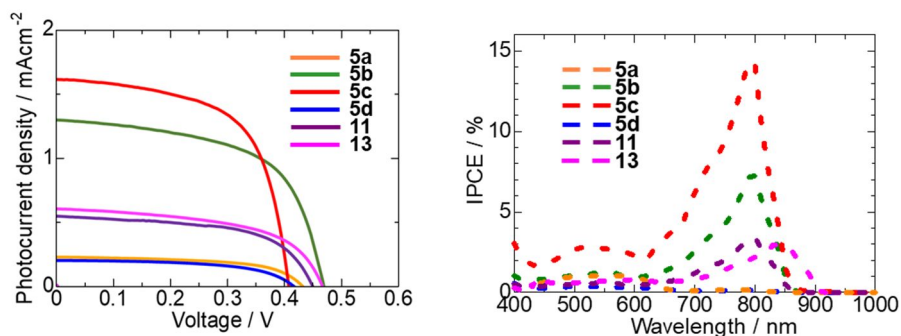 Photocurrent density / mAcm-2
2
1
0
0
0.1
0.2
0.3
0.4
0.5
0.6
Voltage / V
5a
5b
5c
5d
11
13
IPCE / %
15
10
5
0
400
500
600
700
800
900
1000
Wavelength / nm
5a
5b
5c
5d
11
13